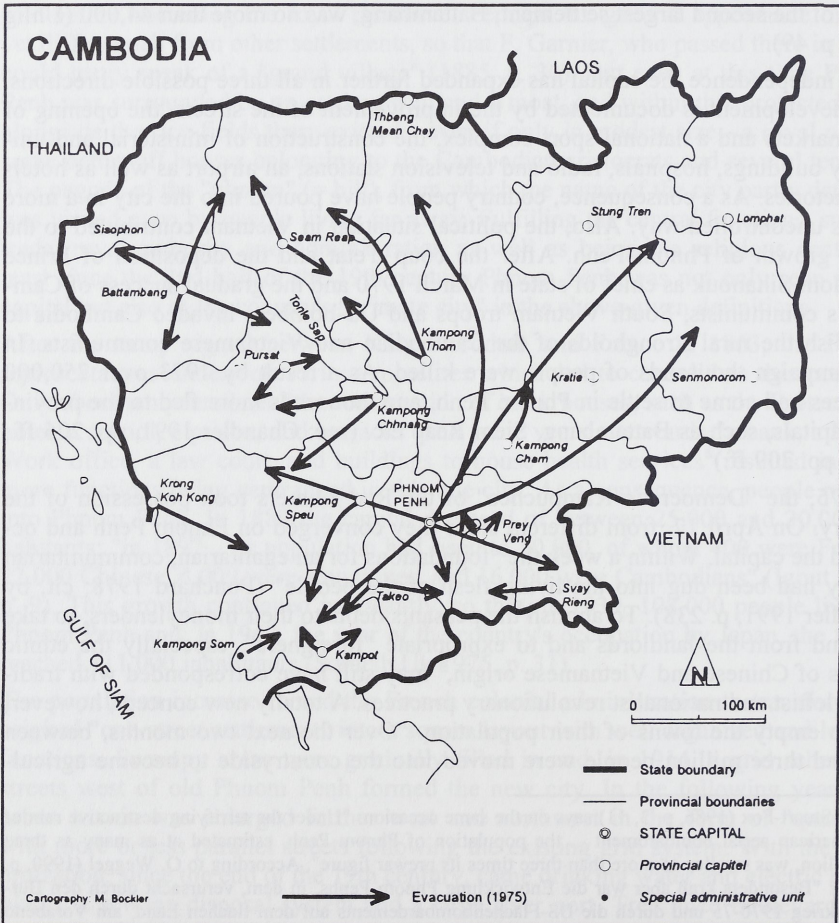 CAMBODIA
LAOS
THAILAND
Thbeng
Mean Chey
Stung Tren
Lomphat
Sisophon
Seam Reap
Battambang
Tonle Sap
Kampong
Thom
Pursat
Kratie
Senmonorom
Kampong
Chhnang
Kampong
Cham
Krong
Koh Kong
Kampong
Speu
PHNOM
PENH
Prey
Veng
VIETNAM
Takeo
Svay
Rieng
Kampong Som
Kampot
GULF OF SIAM
N
0 100 km
State boundary
Provincial boundaries
STATE CAPITAL
Provincial capitel
Special administrative unit
Cartography: M. Bockler
Evacuation (1975)